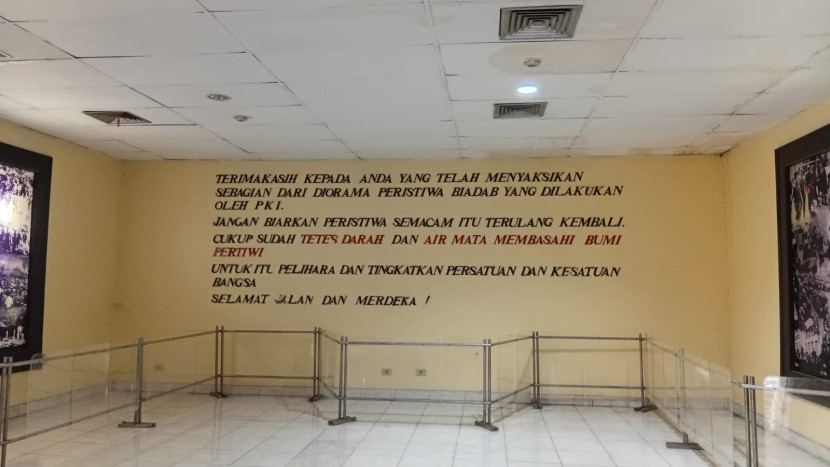 TERIMAKASIH KEPADA ANDA YANG TELAH MENYAKSIKAN
SEBAGIAN DARI DIORAMA PERISTIWA BIADAB YANG DILAKUKAN
OLEH PKI.
JANGAN BIARKAN PERISTIWA SEMACAM ITU TERULANG KEMBALI.
CUKUP SUDAH TETES DARAH DAN AIR MATA MEMBASAHI BUMI
PERTIWI
UNTUK ITU PELIHARA DAN TINGKATKAN PERSATUAN DAN KESATUAN
BANGSA
SELAMAT JALAN DAN MERDEKA !